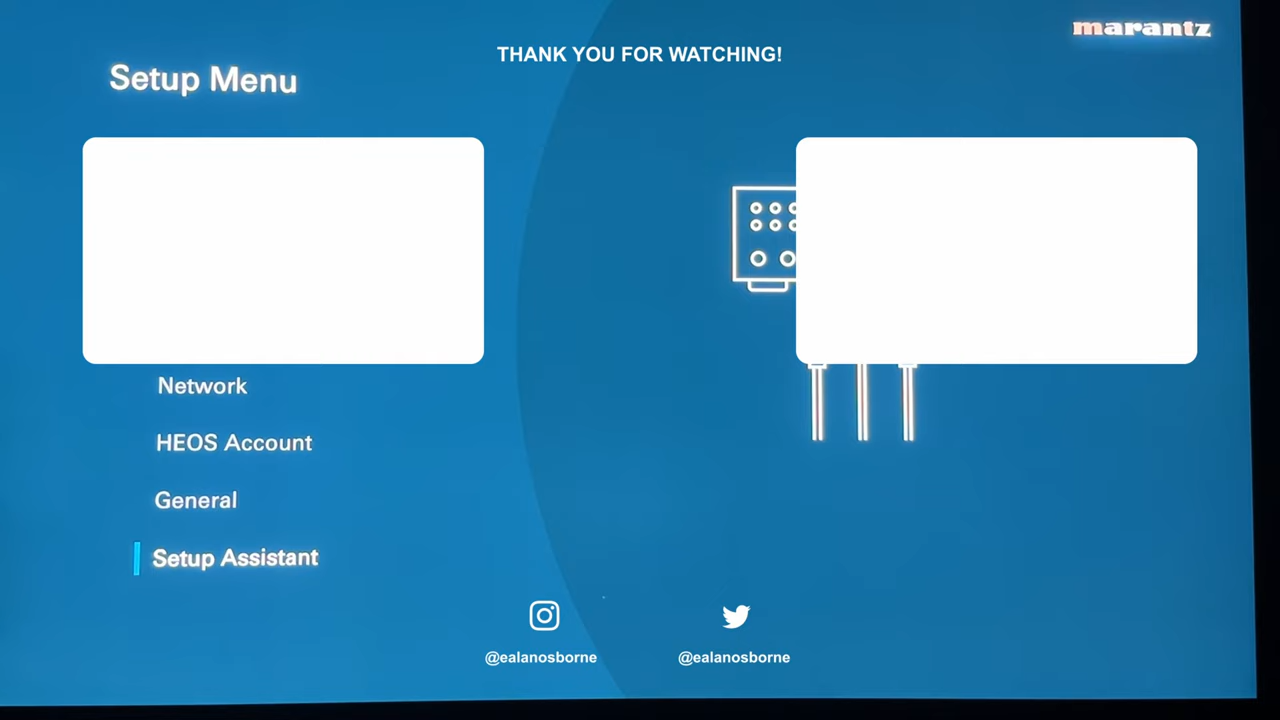 marantz
THANK YOU FOR WATCHING!
Setup Menu
Network
HEOS Account
General
Setup Assistant
@ealanosborne
@ealanosborne